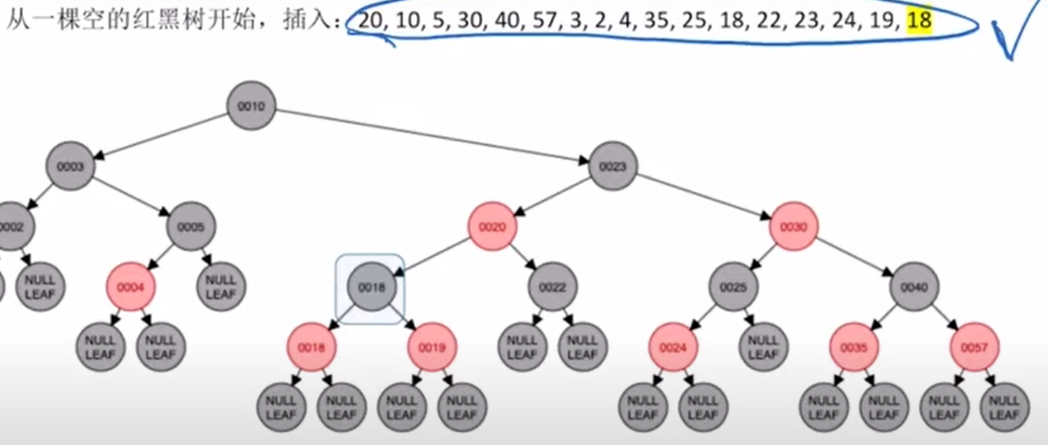 从一棵空的红黑树开始，插入：20, 10, 5, 30, 40, 57, 3, 2, 4, 35, 25, 18, 22, 23, 24, 19, 18
0010
0003 0023
0002 0005 0020 0030
NULL LEAF 0004 NULL LEAF 0018 0022 0025 0040
NULL LEAF NULL LEAF 0018 0019 NULL LEAF NULL LEAF 0024 NULL LEAF 0035 0057
NULL LEAF NULL LEAF NULL LEAF NULL LEAF NULL LEAF NULL LEAF NULL LEAF NULL LEAF NULL LEAF NULL LEAF